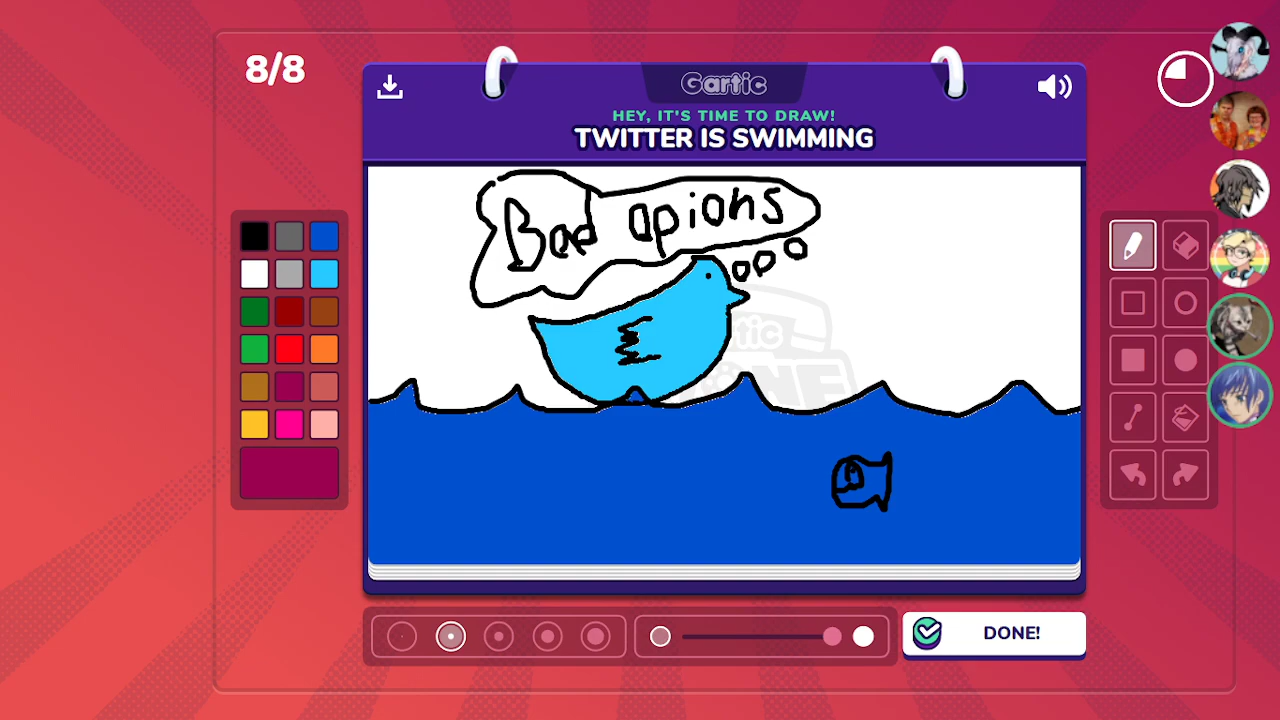 8/8
Gartic
HEY, IT'S TIME TO DRAW!
TWITTER IS SWIMMING
Bad opions
DONE!